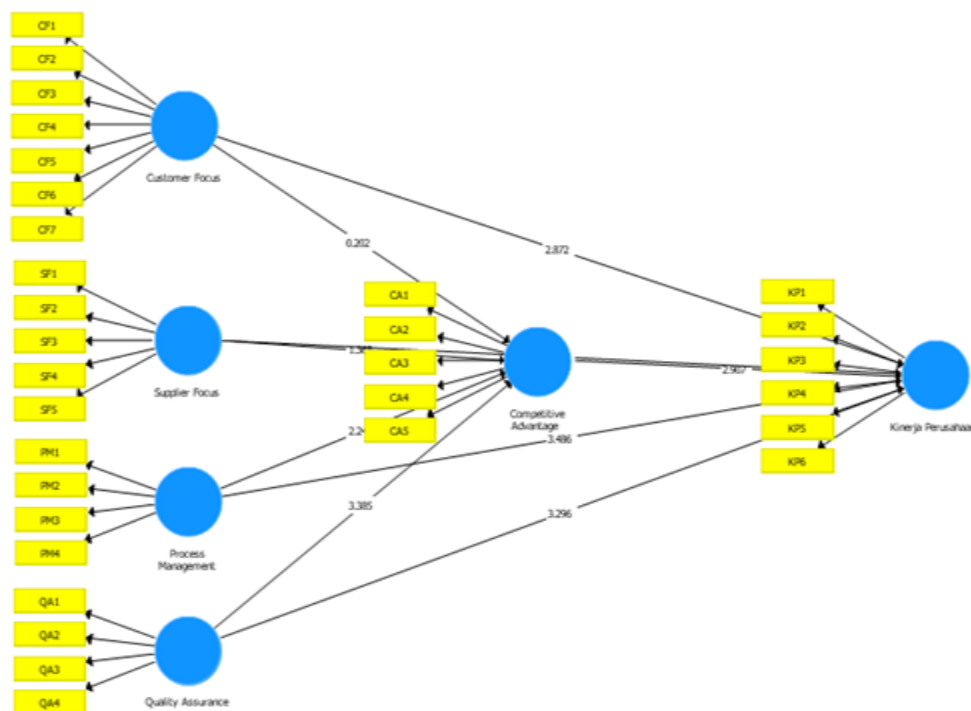 CF1
CF2
CF3
CF4
CF5
CF6
CF7
Customer Focus
0.202
2.872
SF1
SF2
SF3
SF4
SF5
Supplier Focus
CA1
CA2
CA3
CA4
CA5
Competitive
Advantage
KP1
KP2
KP3
KP4
KP5
KP6
Kinerja Perusahaa
PM1
PM2
PM3
PM4
Process
Management
3.486
3.385
3.296
QA1
QA2
QA3
QA4
Quality Assurance